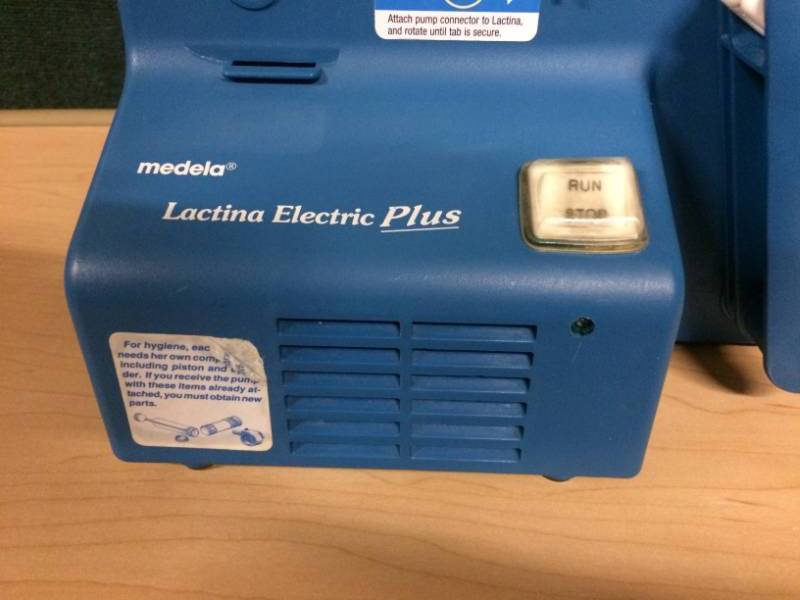 Attach pump connector to Lactina,
and rotate until tab is secure.
medela®
Lactina Electric Plus
RUN
STOP
For hygiene, eac
needs her own comp
including piston and
der. If you receive the pump
with these items already at-
tached, you must obtain new
parts.